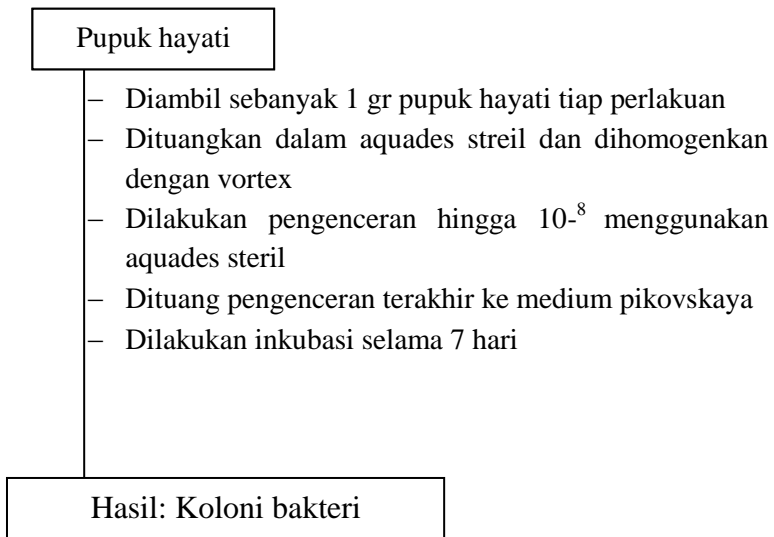 Pupuk hayati
– Diambil sebanyak 1 gr pupuk hayati tiap perlakuan
– Dituangkan dalam aquades streil dan dihomogenkan
dengan vortex
– Dilakukan pengenceran hingga 10-⁸ menggunakan
aquades steril
– Dituang pengenceran terakhir ke medium pikovskaya
– Dilakukan inkubasi selama 7 hari
Hasil: Koloni bakteri